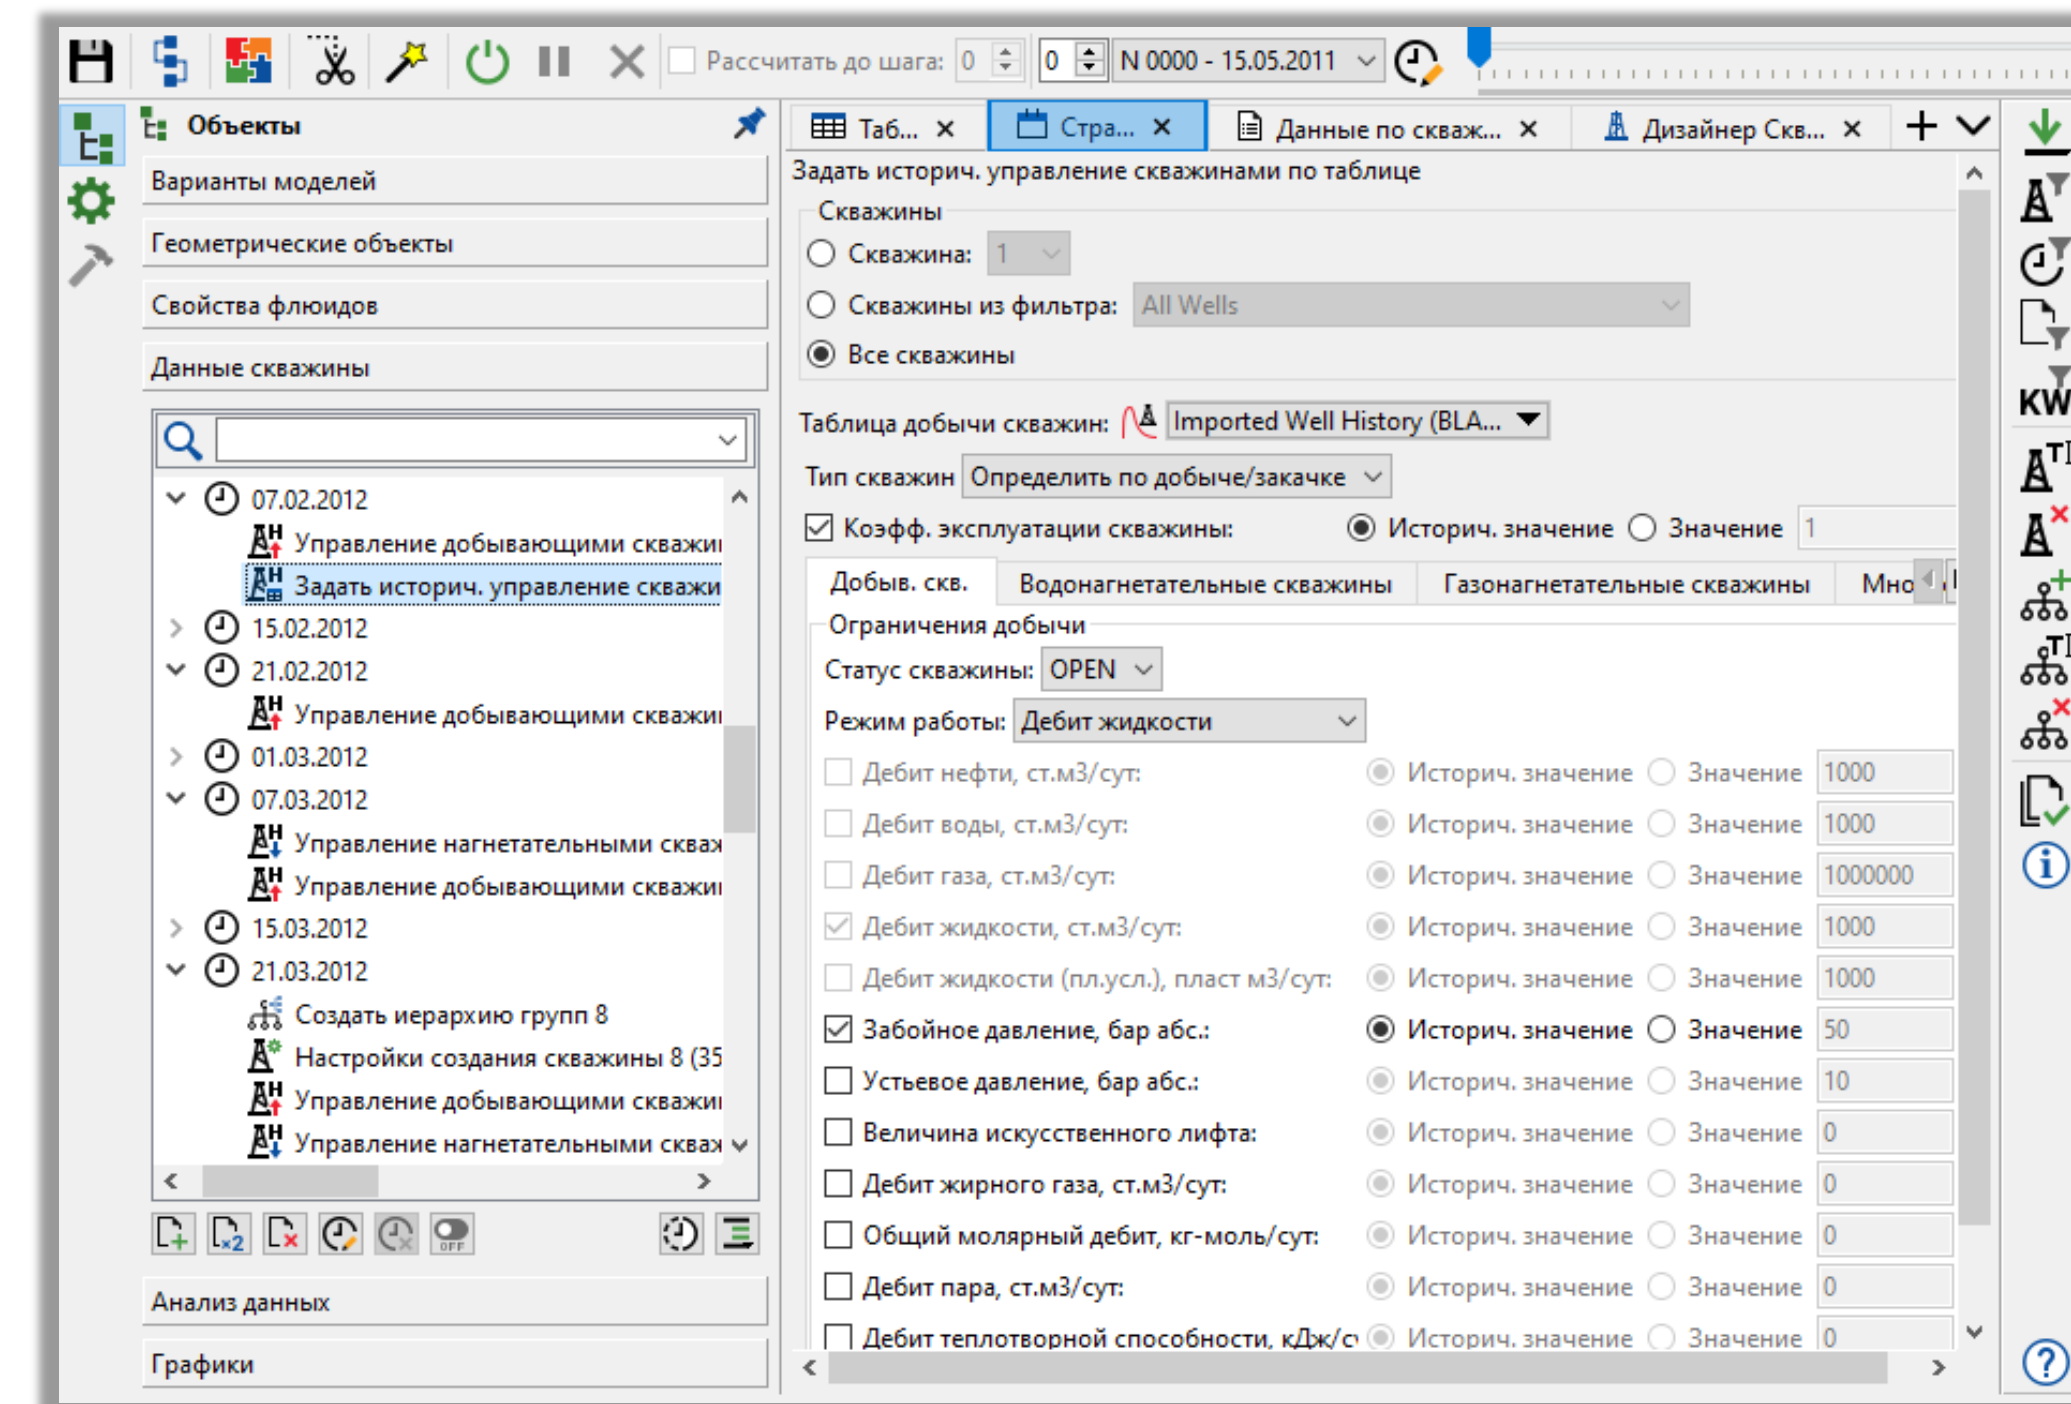 Рассчитать до шага: 0 0 N 0000 - 15.05.2011
Объекты
Варианты моделей
Геометрические объекты
Свойства флюидов
Данные скважины
07.02.2012
Управление добывающими скважи
Задать историч. управление скважи
15.02.2012
21.02.2012
Управление добывающими скважи
01.03.2012
07.03.2012
Управление нагнетательными скваж
Управление добывающими скважи
15.03.2012
21.03.2012
Создать иерархию групп 8
Настройки создания скважины 8 (35
Управление добывающими скважи
Управление нагнетательными скваж
x2
OFF
Анализ данных
Графики
Таб... Стра... Данные по скваж... Дизайнер Скв...
Задать историч. управление скважинами по таблице
Скважины
Скважина: 1
Скважины из фильтра: All Wells
Все скважины
Таблица добычи скважин: Imported Well History (BLA...
Тип скважин Определить по добыче/закачке
Коэфф. эксплуатации скважины: Историч. значение Значение 1
Добыв. скв. Водонагнетательные скважины Газонагнетательные скважины Мно
Ограничения добычи
Статус скважины: OPEN
Режим работы: Дебит жидкости
Дебит нефти, ст.м3/сут: Историч. значение Значение 1000
Дебит воды, ст.м3/сут: Историч. значение Значение 1000
Дебит газа, ст.м3/сут: Историч. значение Значение 1000000
Дебит жидкости, ст.м3/сут: Историч. значение Значение 1000
Дебит жидкости (пл.усл.), пласт м3/сут: Историч. значение Значение 1000
Забойное давление, бар абс.: Историч. значение Значение 50
Устьевое давление, бар абс.: Историч. значение Значение 10
Величина искусственного лифта: Историч. значение Значение 0
Дебит жирного газа, ст.м3/сут: Историч. значение Значение 0
Общий молярный дебит, кг-моль/сут: Историч. значение Значение 0
Дебит пара, ст.м3/сут: Историч. значение Значение 0
Дебит теплотворной способности, кДж/су Историч. значение Значение 0
KW